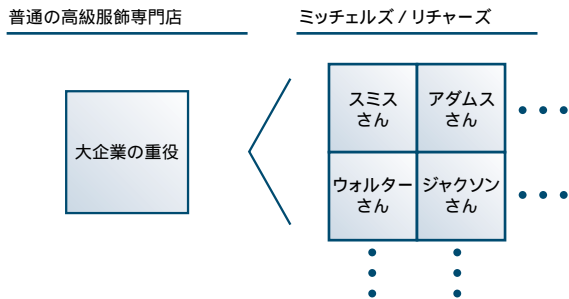 普通の高級服飾専門店
ミッチェルズ / リチャーズ
大企業の重役
スミス
さん
アダムス
さん
ウォルター
さん
ジャクソン
さん